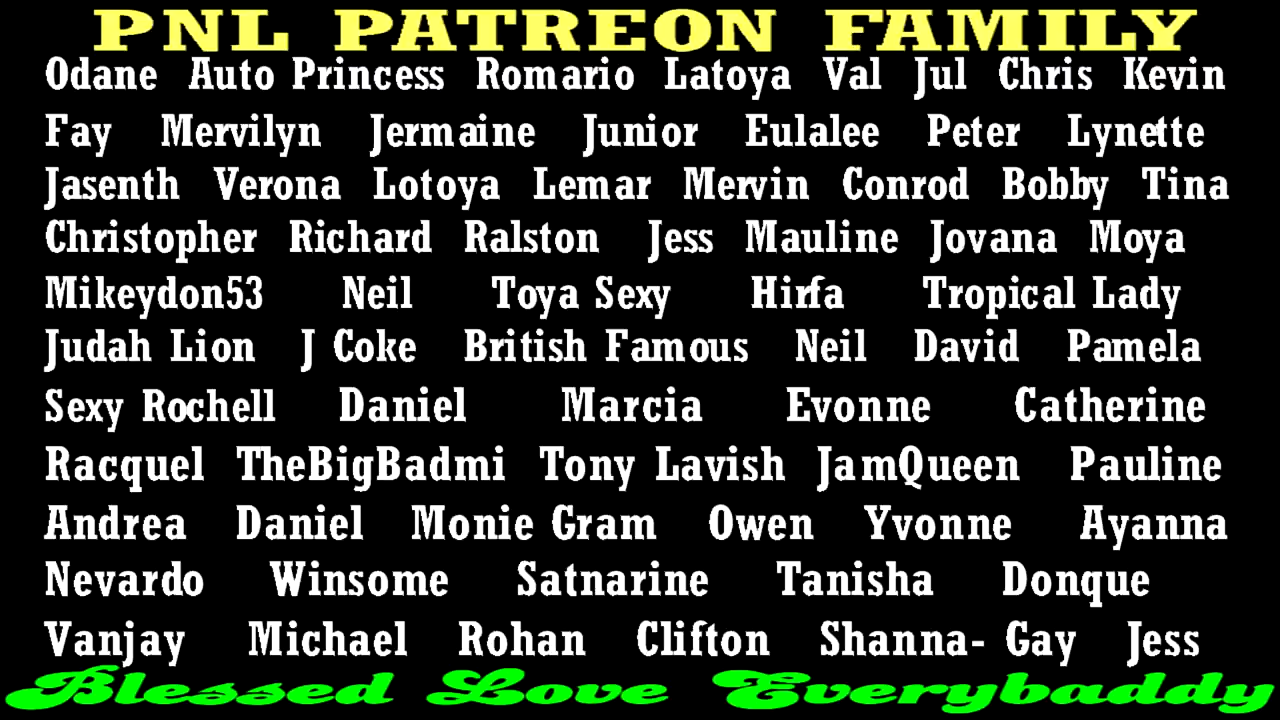 PNL PATREON FAMILY
Odane Auto Princess Romario Latoya Val Jul Chris Kevin
Fay Mervilyn Jermaine Junior Eulalee Peter Lynette
Jasenth Verona Lotoya Lemar Mervin Conrod Bobby Tina
Christopher Richard Ralston Jess Mauline Jovana Moya
Mikeydon53 Neil Toya Sexy Hirfa Tropical Lady
Judah Lion J Coke British Famous Neil David Pamela
Sexy Rochell Daniel Marcia Evonne Catherine
Racquel TheBigBadmi Tony Lavish JamQueen Pauline
Andrea Daniel Monie Gram Owen Yvonne Ayanna
Nevardo Winsome Satnarine Tanisha Donque
Vanjay Michael Rohan Clifton Shanna- Gay Jess
Blessed Love Everybaddy